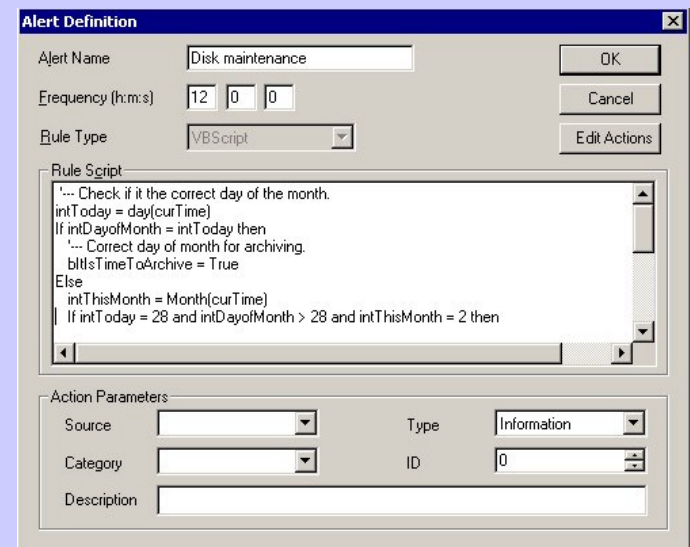 Alert Definition
Alert Name Disk maintenance OK
Frequency (h:m:s) 12 0 0 Cancel
Rule Type VBScript Edit Actions
Rule Script
'--- Check if it the correct day of the month.
intToday = day(curTime)
If intDayofMonth = intToday then
'--- Correct day of month for archiving.
bltIsTimeToArchive = True
Else
intThisMonth = Month(curTime)
If intToday = 28 and intDayofMonth > 28 and intThisMonth = 2 then
Action Parameters
Source Type Information
Category ID 0
Description